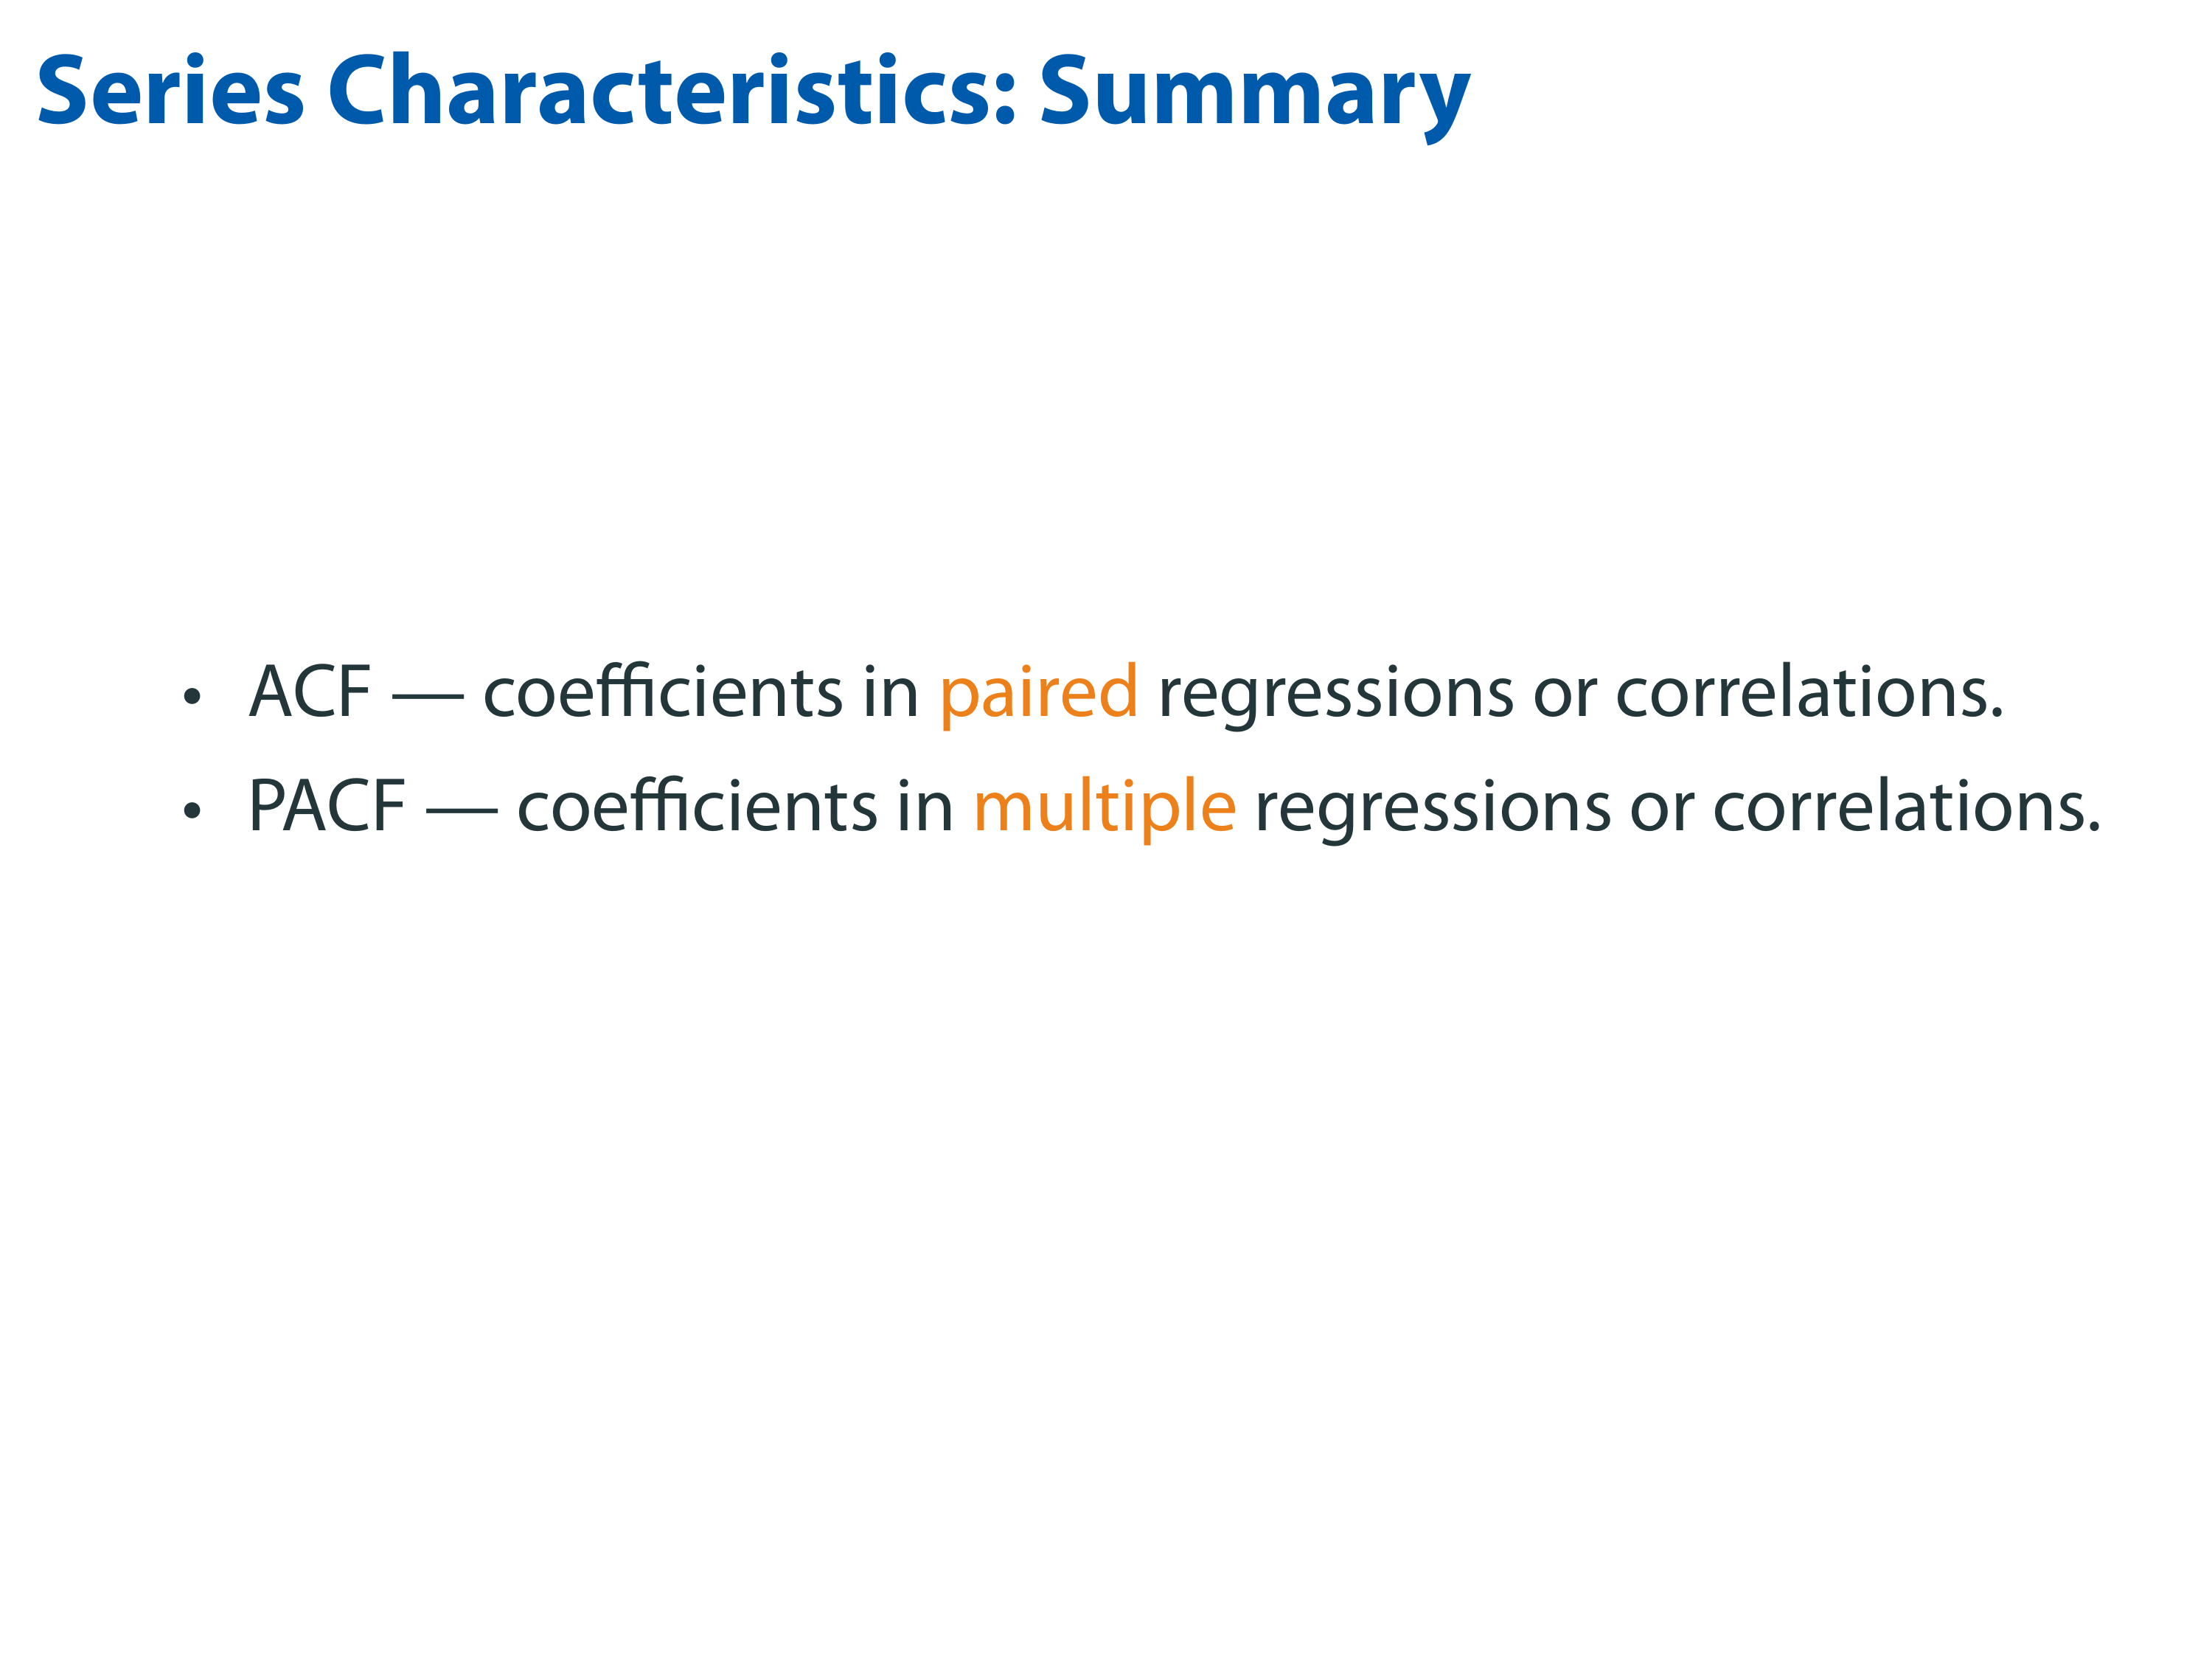 Series Characteristics: Summary
• ACF — coefficients in paired regressions or correlations.
• PACF — coefficients in multiple regressions or correlations.